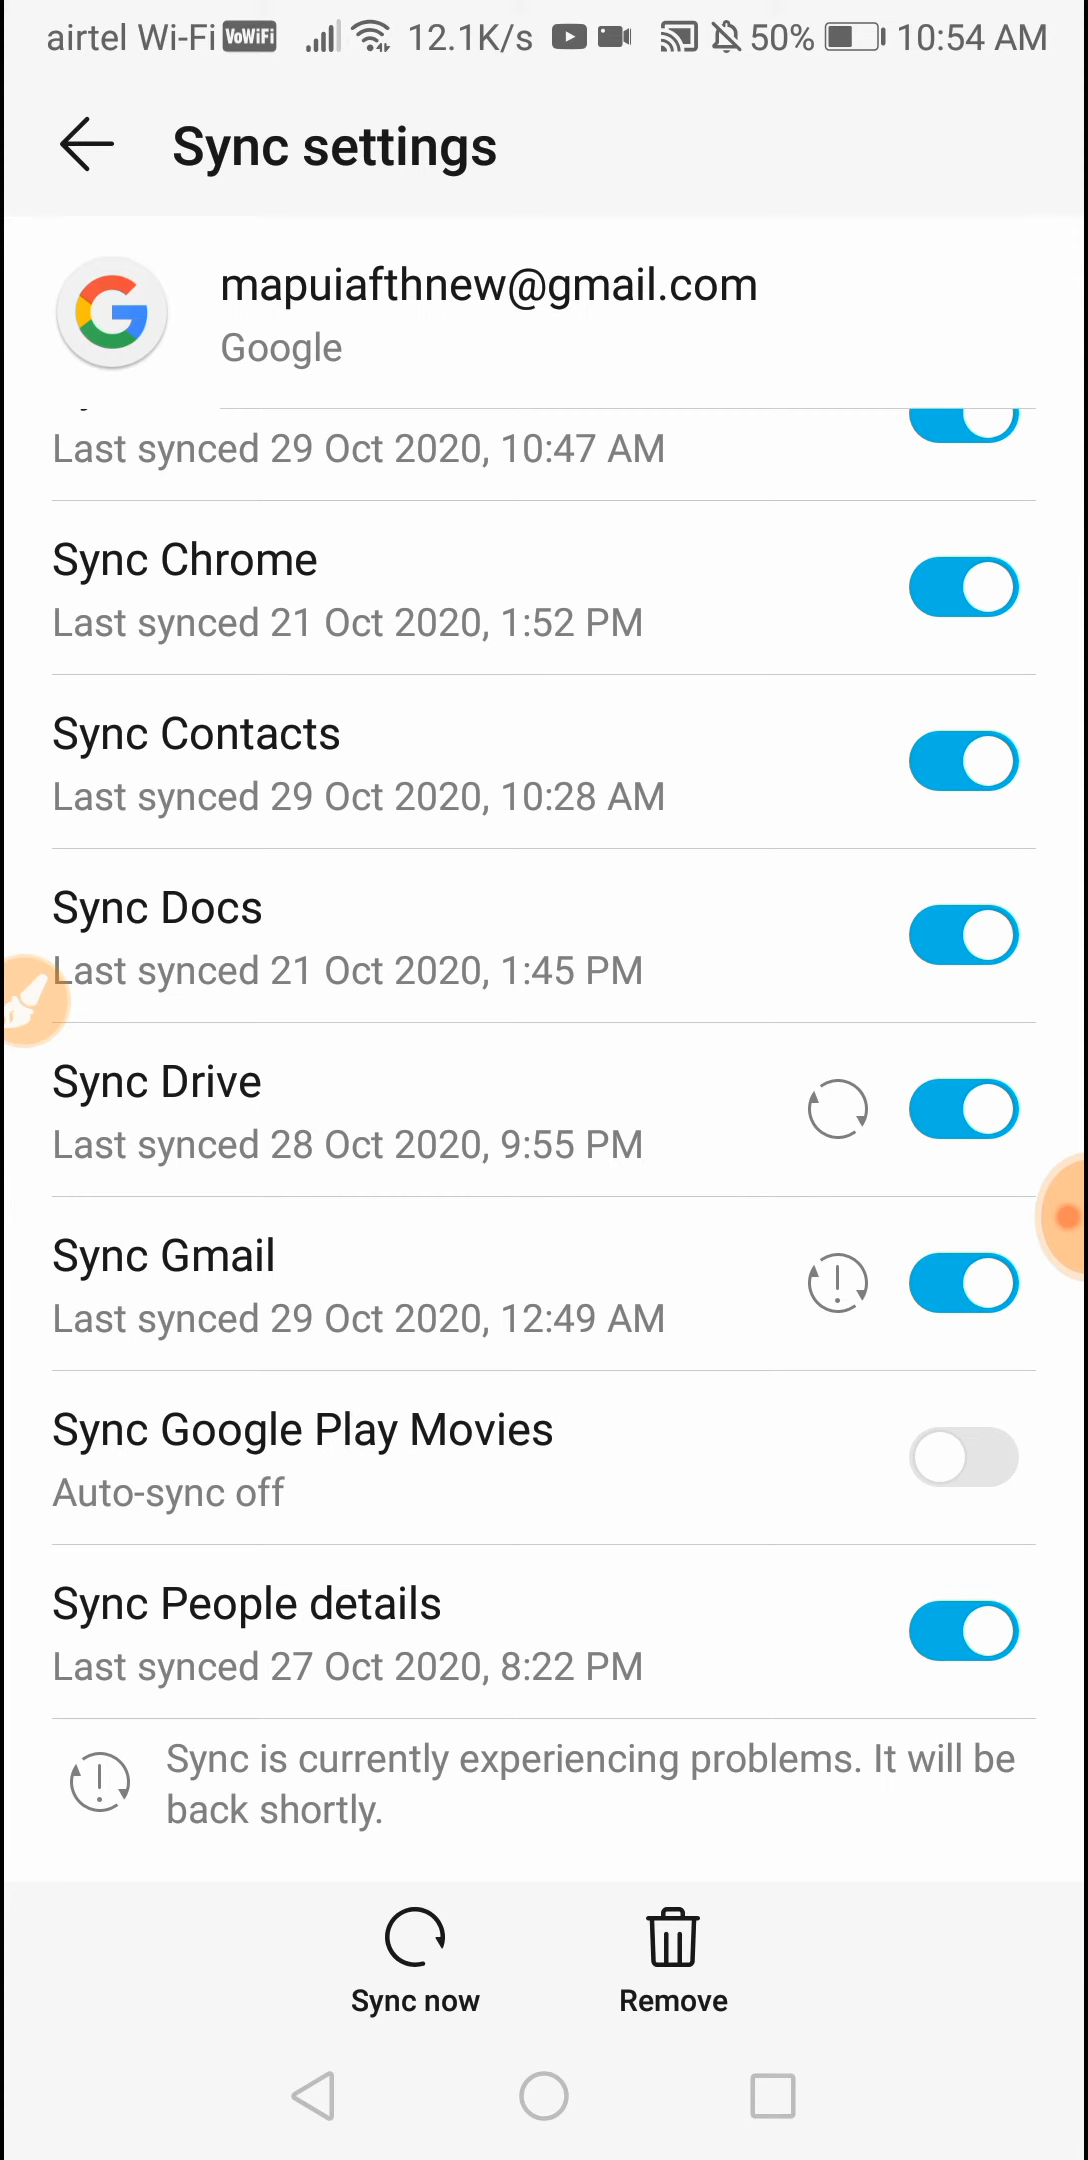 airtel Wi-Fi VoWiFi 12.1K/s 50% 10:54 AM
Sync settings
mapuiafthnew@gmail.com
Google
Last synced 29 Oct 2020, 10:47 AM
Sync Chrome
Last synced 21 Oct 2020, 1:52 PM
Sync Contacts
Last synced 29 Oct 2020, 10:28 AM
Sync Docs
Last synced 21 Oct 2020, 1:45 PM
Sync Drive
Last synced 28 Oct 2020, 9:55 PM
Sync Gmail
Last synced 29 Oct 2020, 12:49 AM
Sync Google Play Movies
Auto-sync off
Sync People details
Last synced 27 Oct 2020, 8:22 PM
Sync is currently experiencing problems. It will be
back shortly.
Sync now
Remove